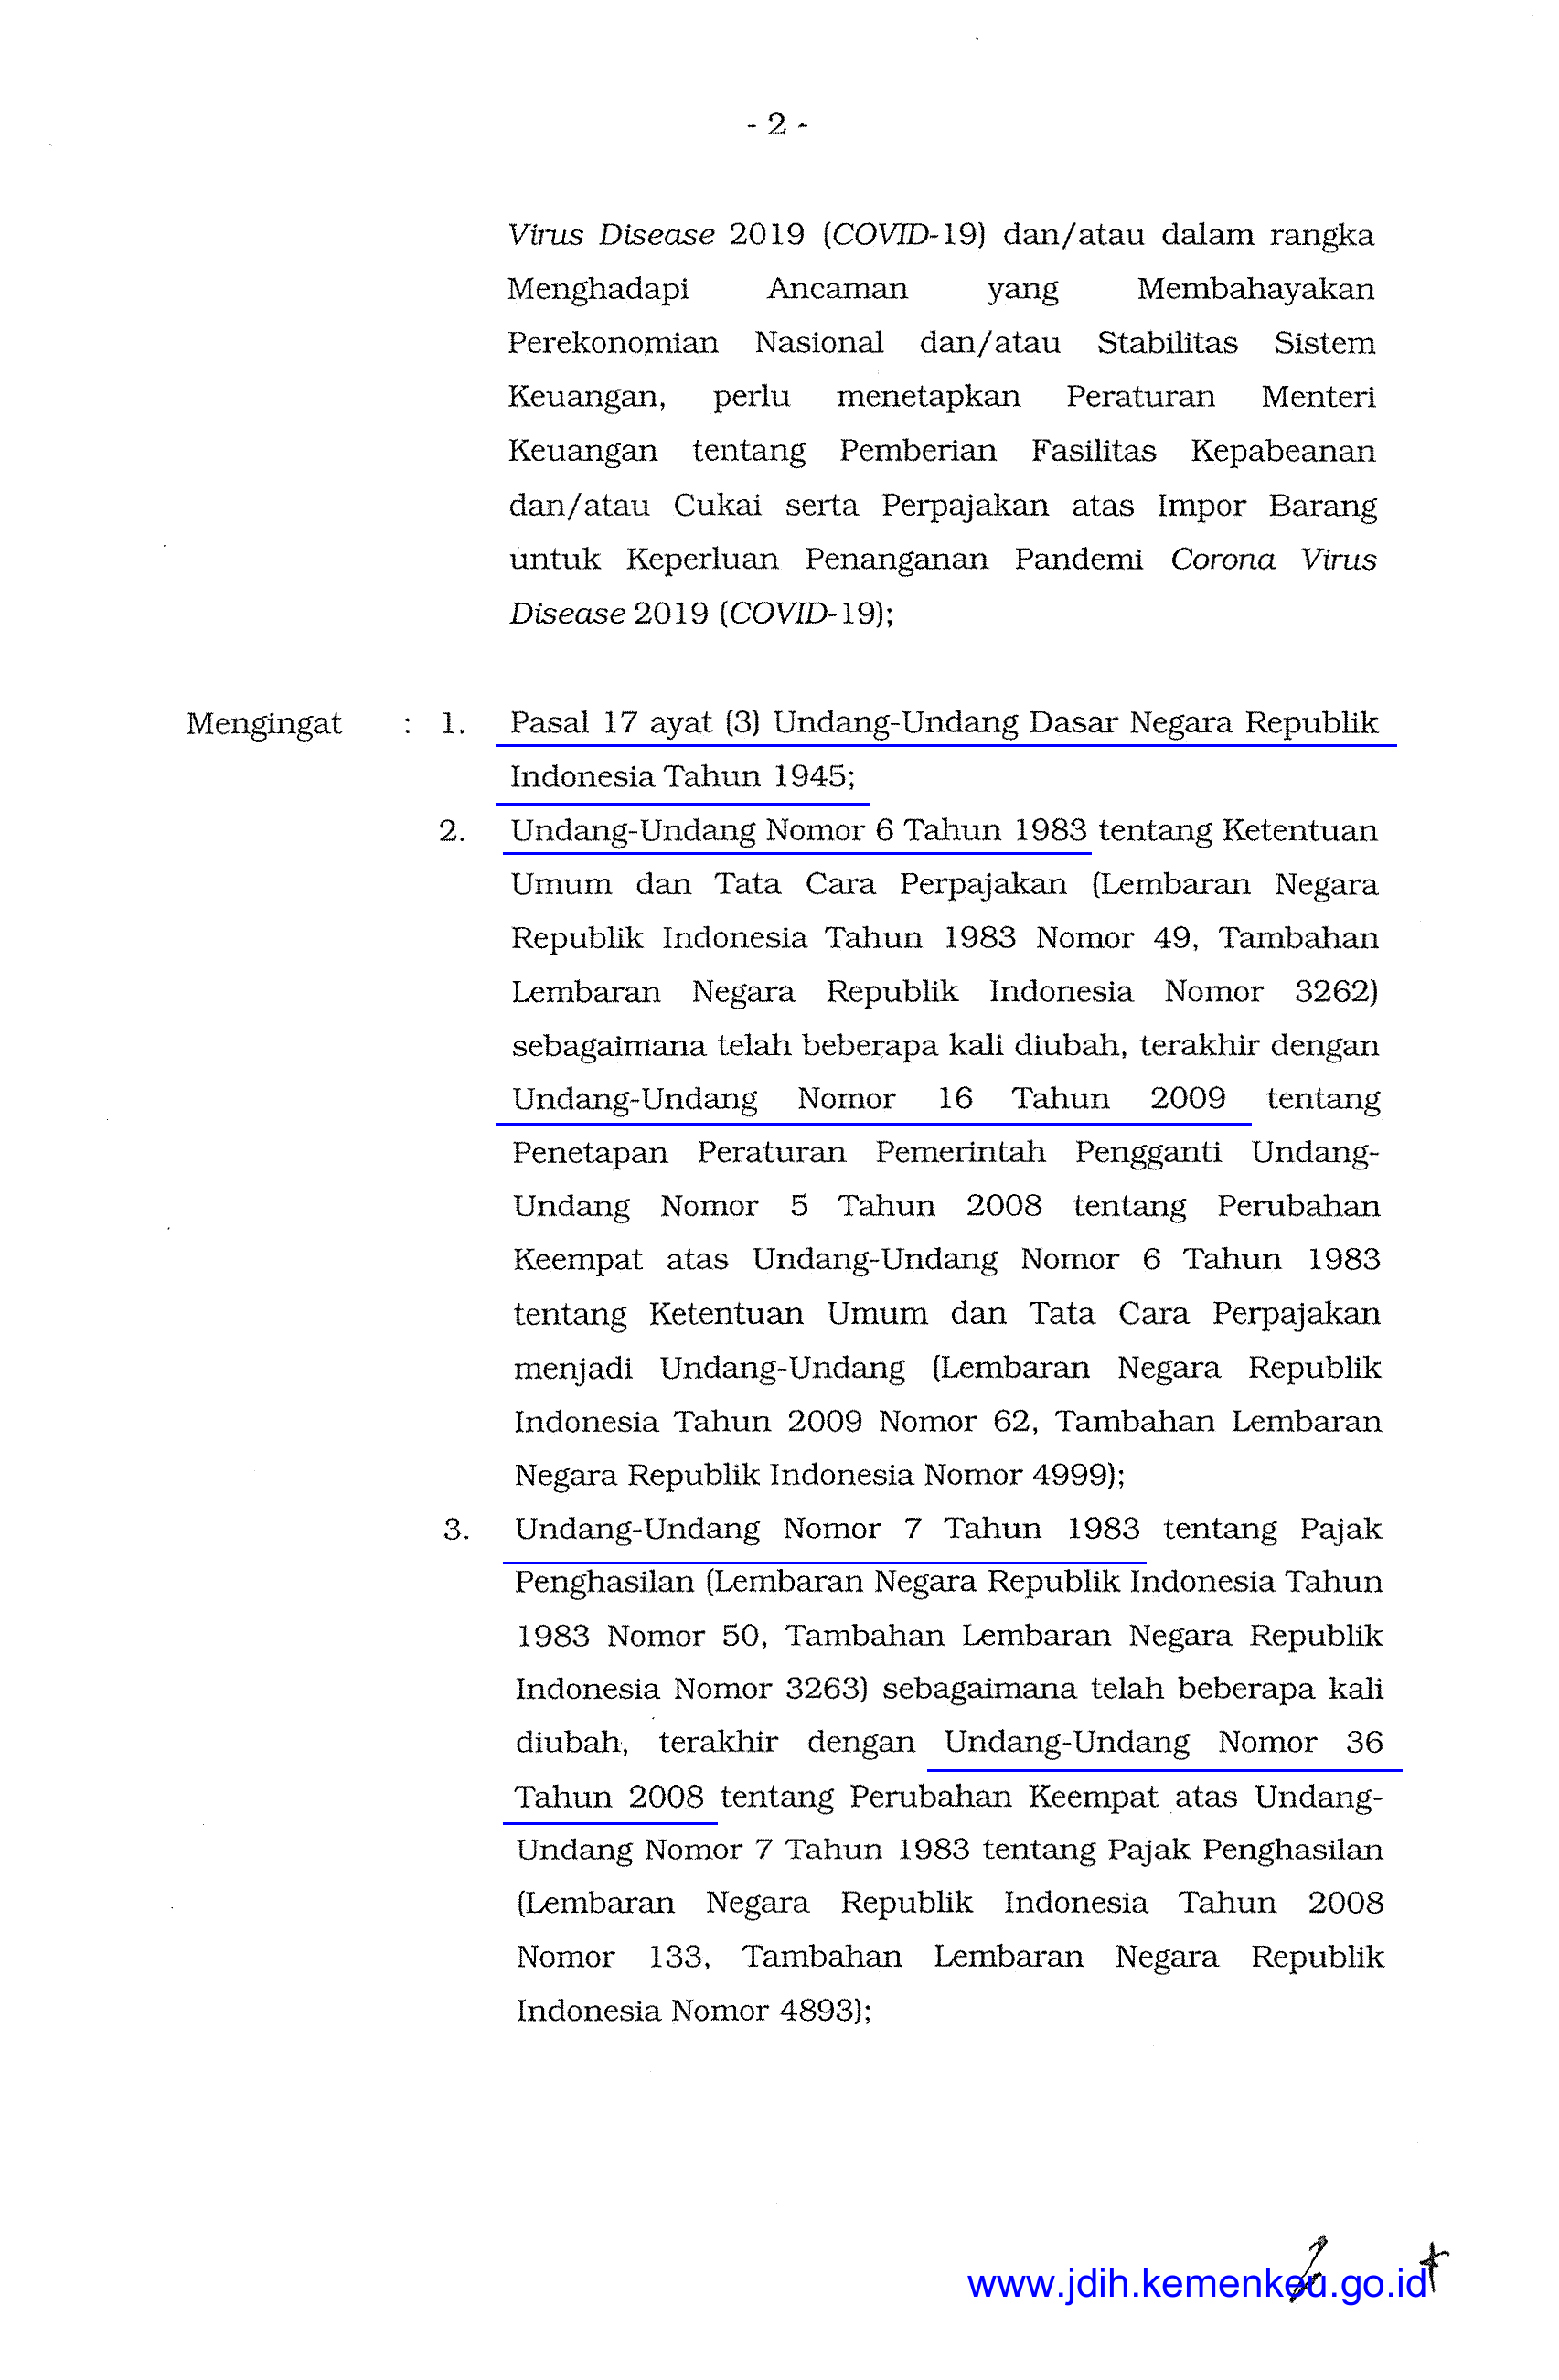 - 2 -
Virus Disease 2019 (COVID-19) dan/atau dalam rangka
Menghadapi Ancaman yang Membahayakan
Perekonomian Nasional dan/atau Stabilitas Sistem
Keuangan, perlu menetapkan Peraturan Menteri
Keuangan tentang Pemberian Fasilitas Kepabeanan
dan/atau Cukai serta Perpajakan atas Impor Barang
untuk Keperluan Penanganan Pandemi Corona Virus
Disease 2019 (COVID-19);
Mengingat : 1. Pasal 17 ayat (3) Undang-Undang Dasar Negara Republik
Indonesia Tahun 1945;
2. Undang-Undang Nomor 6 Tahun 1983 tentang Ketentuan
Umum dan Tata Cara Perpajakan (Lembaran Negara
Republik Indonesia Tahun 1983 Nomor 49, Tambahan
Lembaran Negara Republik Indonesia Nomor 3262)
sebagaimana telah beberapa kali diubah, terakhir dengan
Undang-Undang Nomor 16 Tahun 2009 tentang
Penetapan Peraturan Pemerintah Pengganti Undang-
Undang Nomor 5 Tahun 2008 tentang Perubahan
Keempat atas Undang-Undang Nomor 6 Tahun 1983
tentang Ketentuan Umum dan Tata Cara Perpajakan
menjadi Undang-Undang (Lembaran Negara Republik
Indonesia Tahun 2009 Nomor 62, Tambahan Lembaran
Negara Republik Indonesia Nomor 4999);
3. Undang-Undang Nomor 7 Tahun 1983 tentang Pajak
Penghasilan (Lembaran Negara Republik Indonesia Tahun
1983 Nomor 50, Tambahan Lembaran Negara Republik
Indonesia Nomor 3263) sebagaimana telah beberapa kali
diubah, terakhir dengan Undang-Undang Nomor 36
Tahun 2008 tentang Perubahan Keempat atas Undang-
Undang Nomor 7 Tahun 1983 tentang Pajak Penghasilan
(Lembaran Negara Republik Indonesia Tahun 2008
Nomor 133, Tambahan Lembaran Negara Republik
Indonesia Nomor 4893);
www.jdih.kemenkeu.go.id